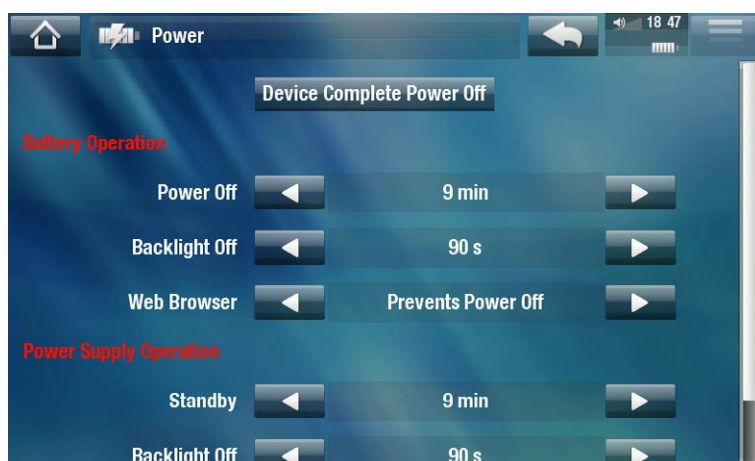 Power
18 47
Device Complete Power Off
Battery Operation
Power Off 9 min
Backlight Off 90 s
Web Browser Prevents Power Off
Power Supply Operation
Standby 9 min
Backlight Off 90 s